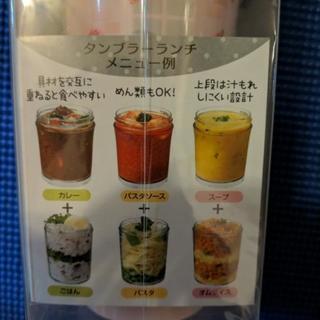 タンブラーランチ
メニュー例
具材を交互に
重ねると食べやすい
めん類もOK!
上段は汁もれ
しにくい設計
カレー
パスタソース
スープ
+
+
+
ごはん
パスタ
オムライス